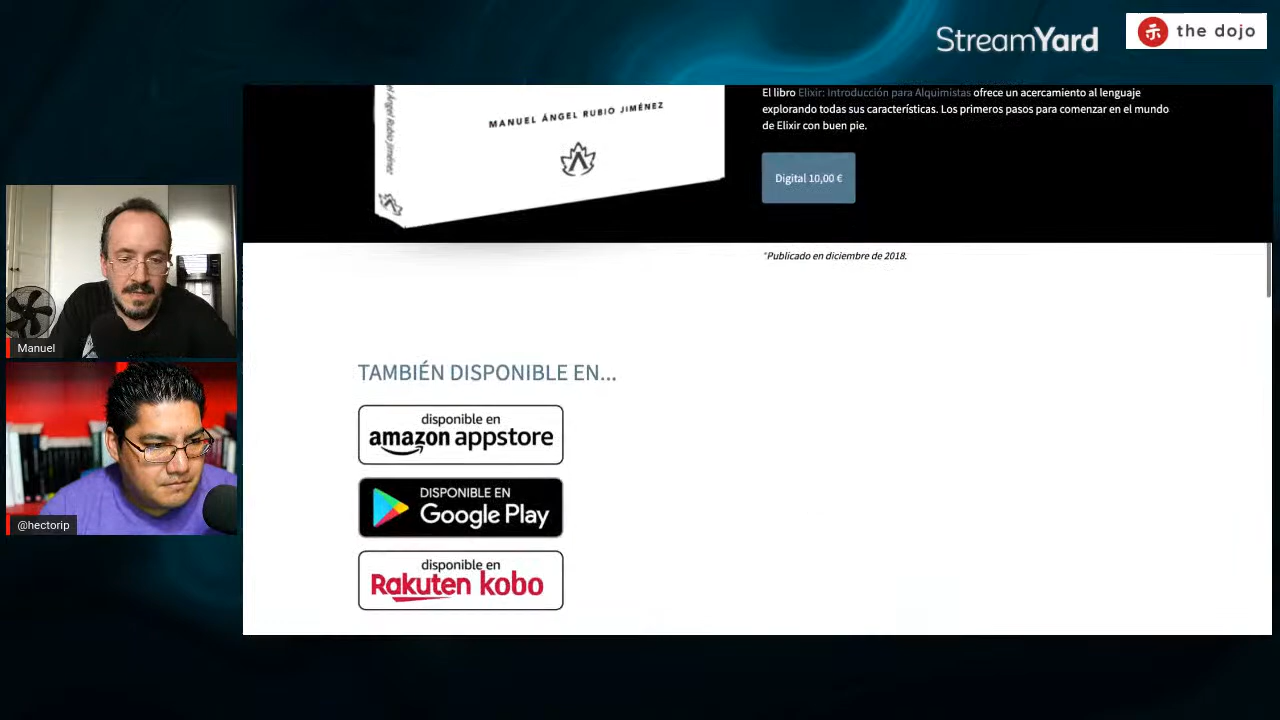 StreamYard
the dojo
El libro Elixir: Introducción para Alquimistas ofrece un acercamiento al lenguaje
explorando todas sus características. Los primeros pasos para comenzar en el mundo
de Elixir con buen pie.
MANUEL ÁNGEL RUBIO JIMÉNEZ
Ángel Rubio Jiménez
Digital 10,00 €
*Publicado en diciembre de 2018.
Manuel
@hectorip
TAMBIÉN DISPONIBLE EN...
disponible en
amazon appstore
DISPONIBLE EN
Google Play
disponible en
Rakuten kobo